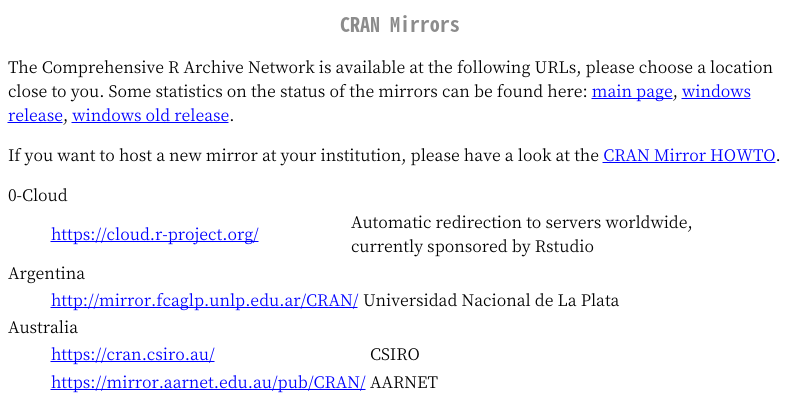 CRAN Mirrors
The Comprehensive R Archive Network is available at the following URLs, please choose a location
close to you. Some statistics on the status of the mirrors can be found here: main page, windows
release, windows old release.
If you want to host a new mirror at your institution, please have a look at the CRAN Mirror HOWTO.
0-Cloud
https://cloud.r-project.org/ Automatic redirection to servers worldwide,
currently sponsored by Rstudio
Argentina
http://mirror.fcaglp.unlp.edu.ar/CRAN/ Universidad Nacional de La Plata
Australia
https://cran.csiro.au/ CSIRO
https://mirror.aarnet.edu.au/pub/CRAN/ AARNET